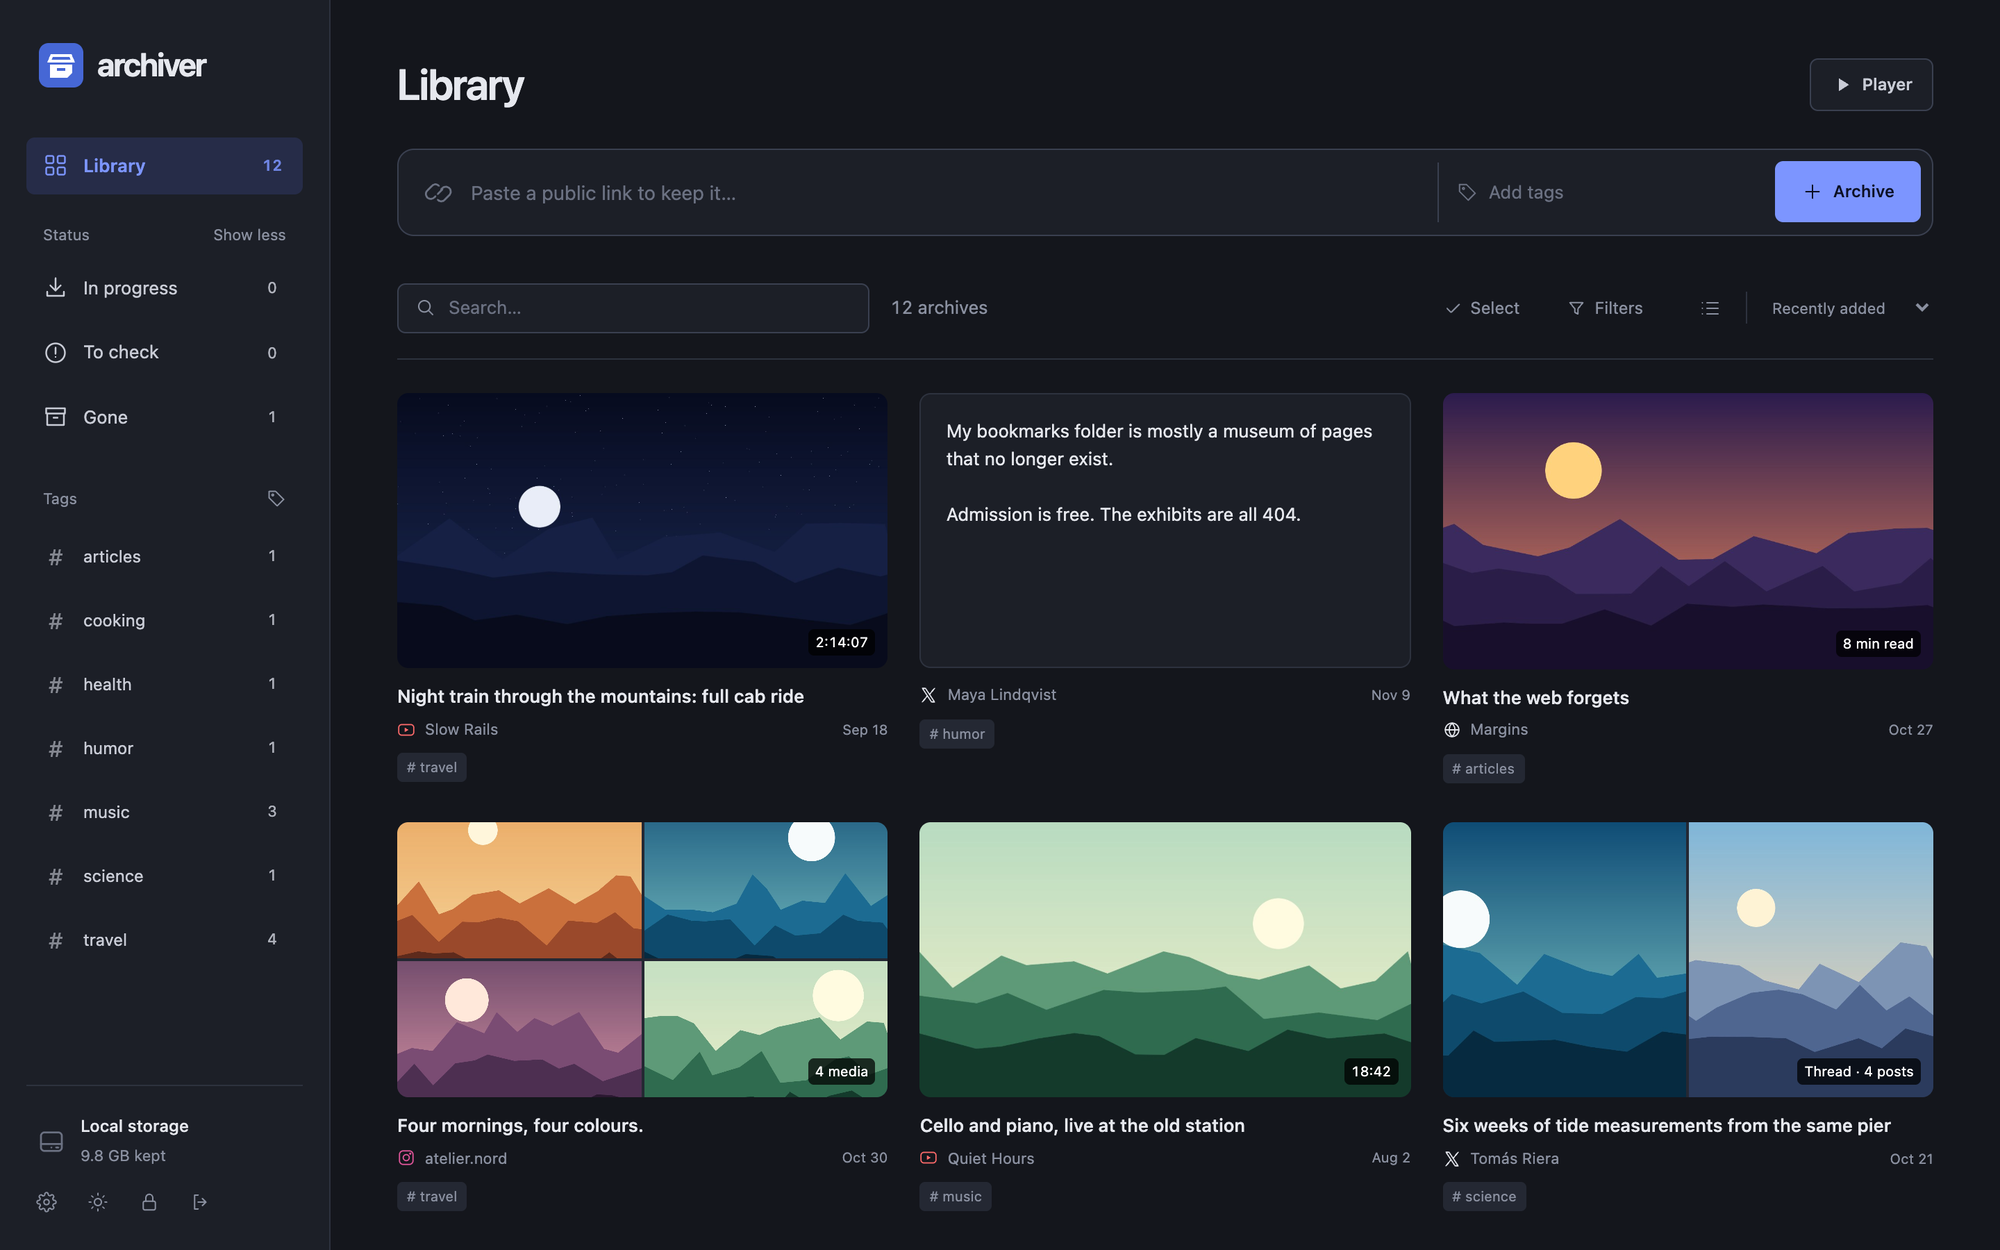 archiver
Library 12
Status Show less
In progress 0
To check 0
Gone 1
Tags
# articles 1
# cooking 1
# health 1
# humor 1
# music 3
# science 1
# travel 4
Local storage
9.8 GB kept
Library
Player
Paste a public link to keep it...
Add tags
Archive
Search...
12 archives
Select
Filters
Recently added
2:14:07
Night train through the mountains: full cab ride
Slow Rails Sep 18
# travel
My bookmarks folder is mostly a museum of pages
that no longer exist.
Admission is free. The exhibits are all 404.
Maya Lindqvist Nov 9
# humor
8 min read
What the web forgets
Margins Oct 27
# articles
4 media
Four mornings, four colours.
atelier.nord Oct 30
# travel
18:42
Cello and piano, live at the old station
Quiet Hours Aug 2
# music
Thread · 4 posts
Six weeks of tide measurements from the same pier
Tomás Riera Oct 21
# science